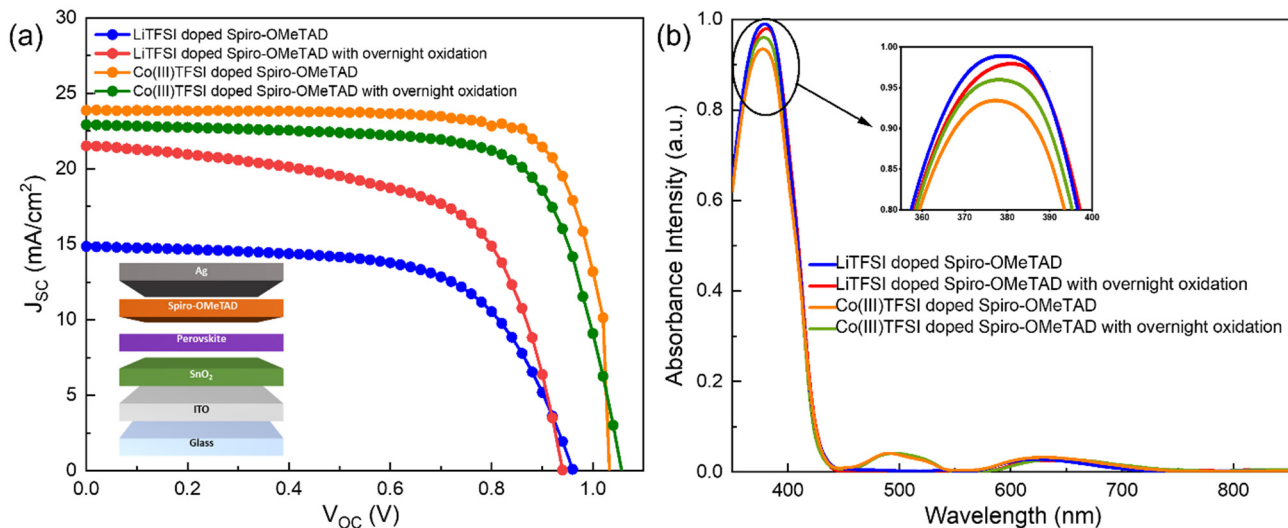 (a)
LiTFSI doped Spiro-OMeTAD
LiTFSI doped Spiro-OMeTAD with overnight oxidation
Co(III)TFSI doped Spiro-OMeTAD
Co(III)TFSI doped Spiro-OMeTAD with overnight oxidation
30
25
20
15
10
5
0
J_SC (mA/cm²)
Ag
Spiro-OMeTAD
Perovskite
SnO₂
ITO
Glass
0.0 0.2 0.4 0.6 0.8 1.0
V_OC (V)
(b)
1.0
0.8
0.6
0.4
0.2
0.0
Absorbance Intensity (a.u.)
1.00
0.95
0.90
0.85
0.80
360 370 380 390 400
LiTFSI doped Spiro-OMeTAD
LiTFSI doped Spiro-OMeTAD with overnight oxidation
Co(III)TFSI doped Spiro-OMeTAD
Co(III)TFSI doped Spiro-OMeTAD with overnight oxidation
400 500 600 700 800
Wavelength (nm)